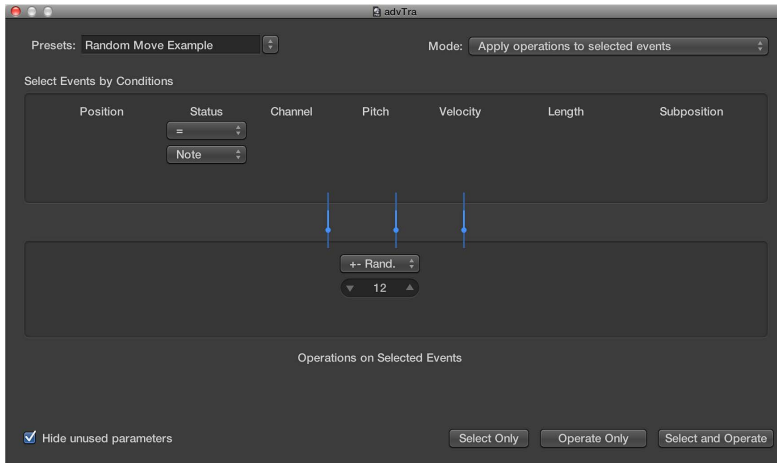 advTra
Presets: Random Move Example
Mode: Apply operations to selected events
Select Events by Conditions
Position Status Channel Pitch Velocity Length Subposition
=
Note
+- Rand.
12
Operations on Selected Events
Hide unused parameters
Select Only Operate Only Select and Operate